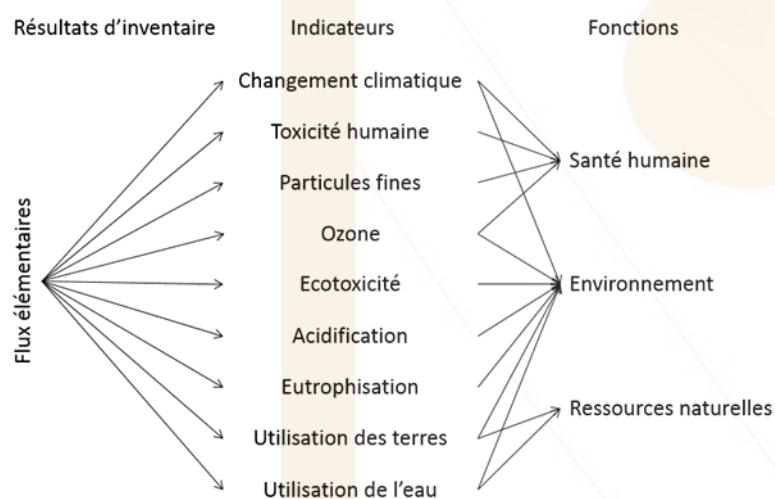 Résultats d’inventaire
Indicateurs
Fonctions
Flux élémentaires
Changement climatique
Toxicité humaine
Particules fines
Ozone
Ecotoxicité
Acidification
Eutrophisation
Utilisation des terres
Utilisation de l’eau
Santé humaine
Environnement
Ressources naturelles